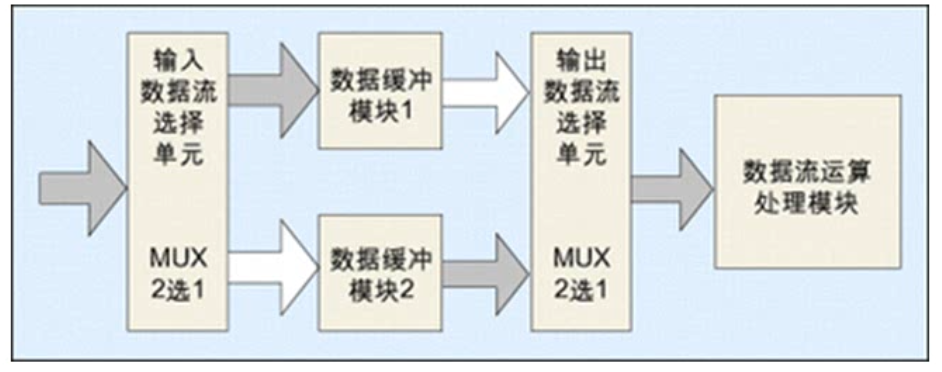 输入
数据流
选择
单元
MUX
2选1
数据缓冲
模块1
数据缓冲
模块2
输出
数据流
选择
单元
MUX
2选1
数据流运算
处理模块